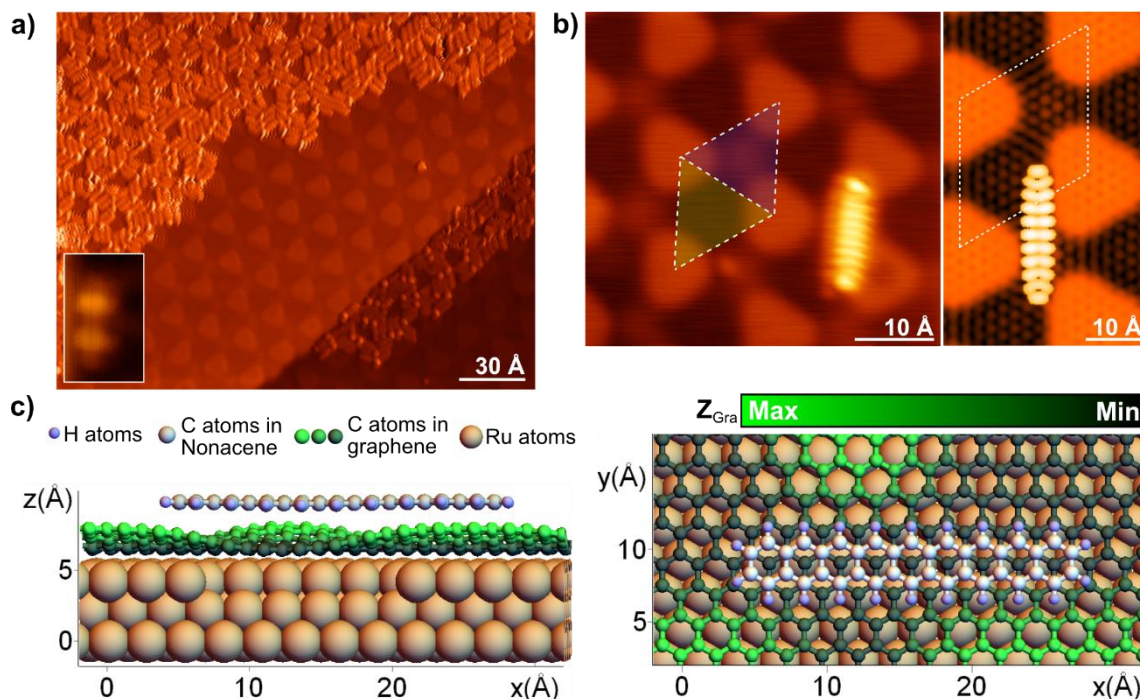 a)
30 Å
b)
10 Å
10 Å
c)
H atoms
C atoms in
Nonacene
C atoms in
graphene
Ru atoms
z(Å)
5
0
0
10
20
x(Å)
ZGra
Max
Min
y(Å)
10
5
0
10
20
x(Å)